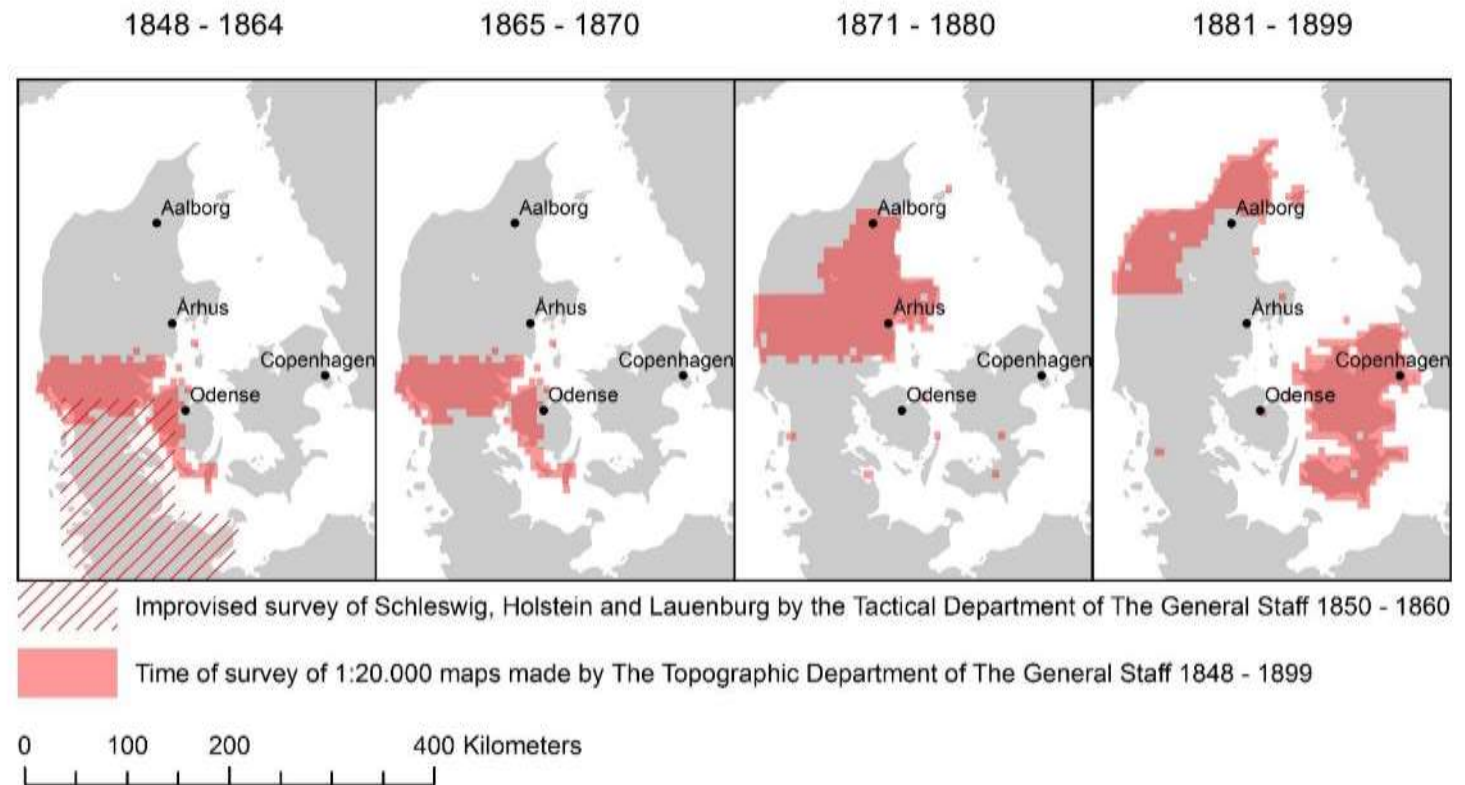 1848 - 1864
1865 - 1870
1871 - 1880
1881 - 1899
Aalborg
Århus
Copenhagen
Odense
Aalborg
Århus
Copenhagen
Odense
Aalborg
Århus
Copenhagen
Odense
Aalborg
Århus
Copenhagen
Odense
Improvised survey of Schleswig, Holstein and Lauenburg by the Tactical Department of The General Staff 1850 - 1860
Time of survey of 1:20.000 maps made by The Topographic Department of The General Staff 1848 - 1899
0 100 200 400 Kilometers